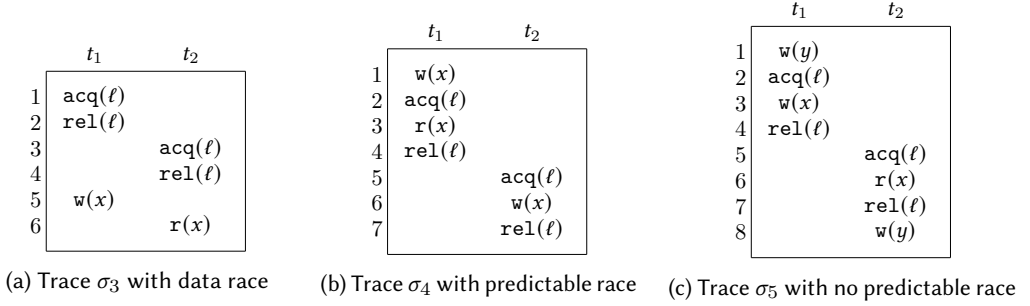 t₁ t₂
1 acq(ℓ)
2 rel(ℓ)
3 acq(ℓ)
4 rel(ℓ)
5 w(x)
6 r(x)
(a) Trace σ₃ with data race
t₁ t₂
1 w(x)
2 acq(ℓ)
3 r(x)
4 rel(ℓ)
5 acq(ℓ)
6 w(x)
7 rel(ℓ)
(b) Trace σ₄ with predictable race
t₁ t₂
1 w(y)
2 acq(ℓ)
3 w(x)
4 rel(ℓ)
5 acq(ℓ)
6 r(x)
7 rel(ℓ)
8 w(y)
(c) Trace σ₅ with no predictable race